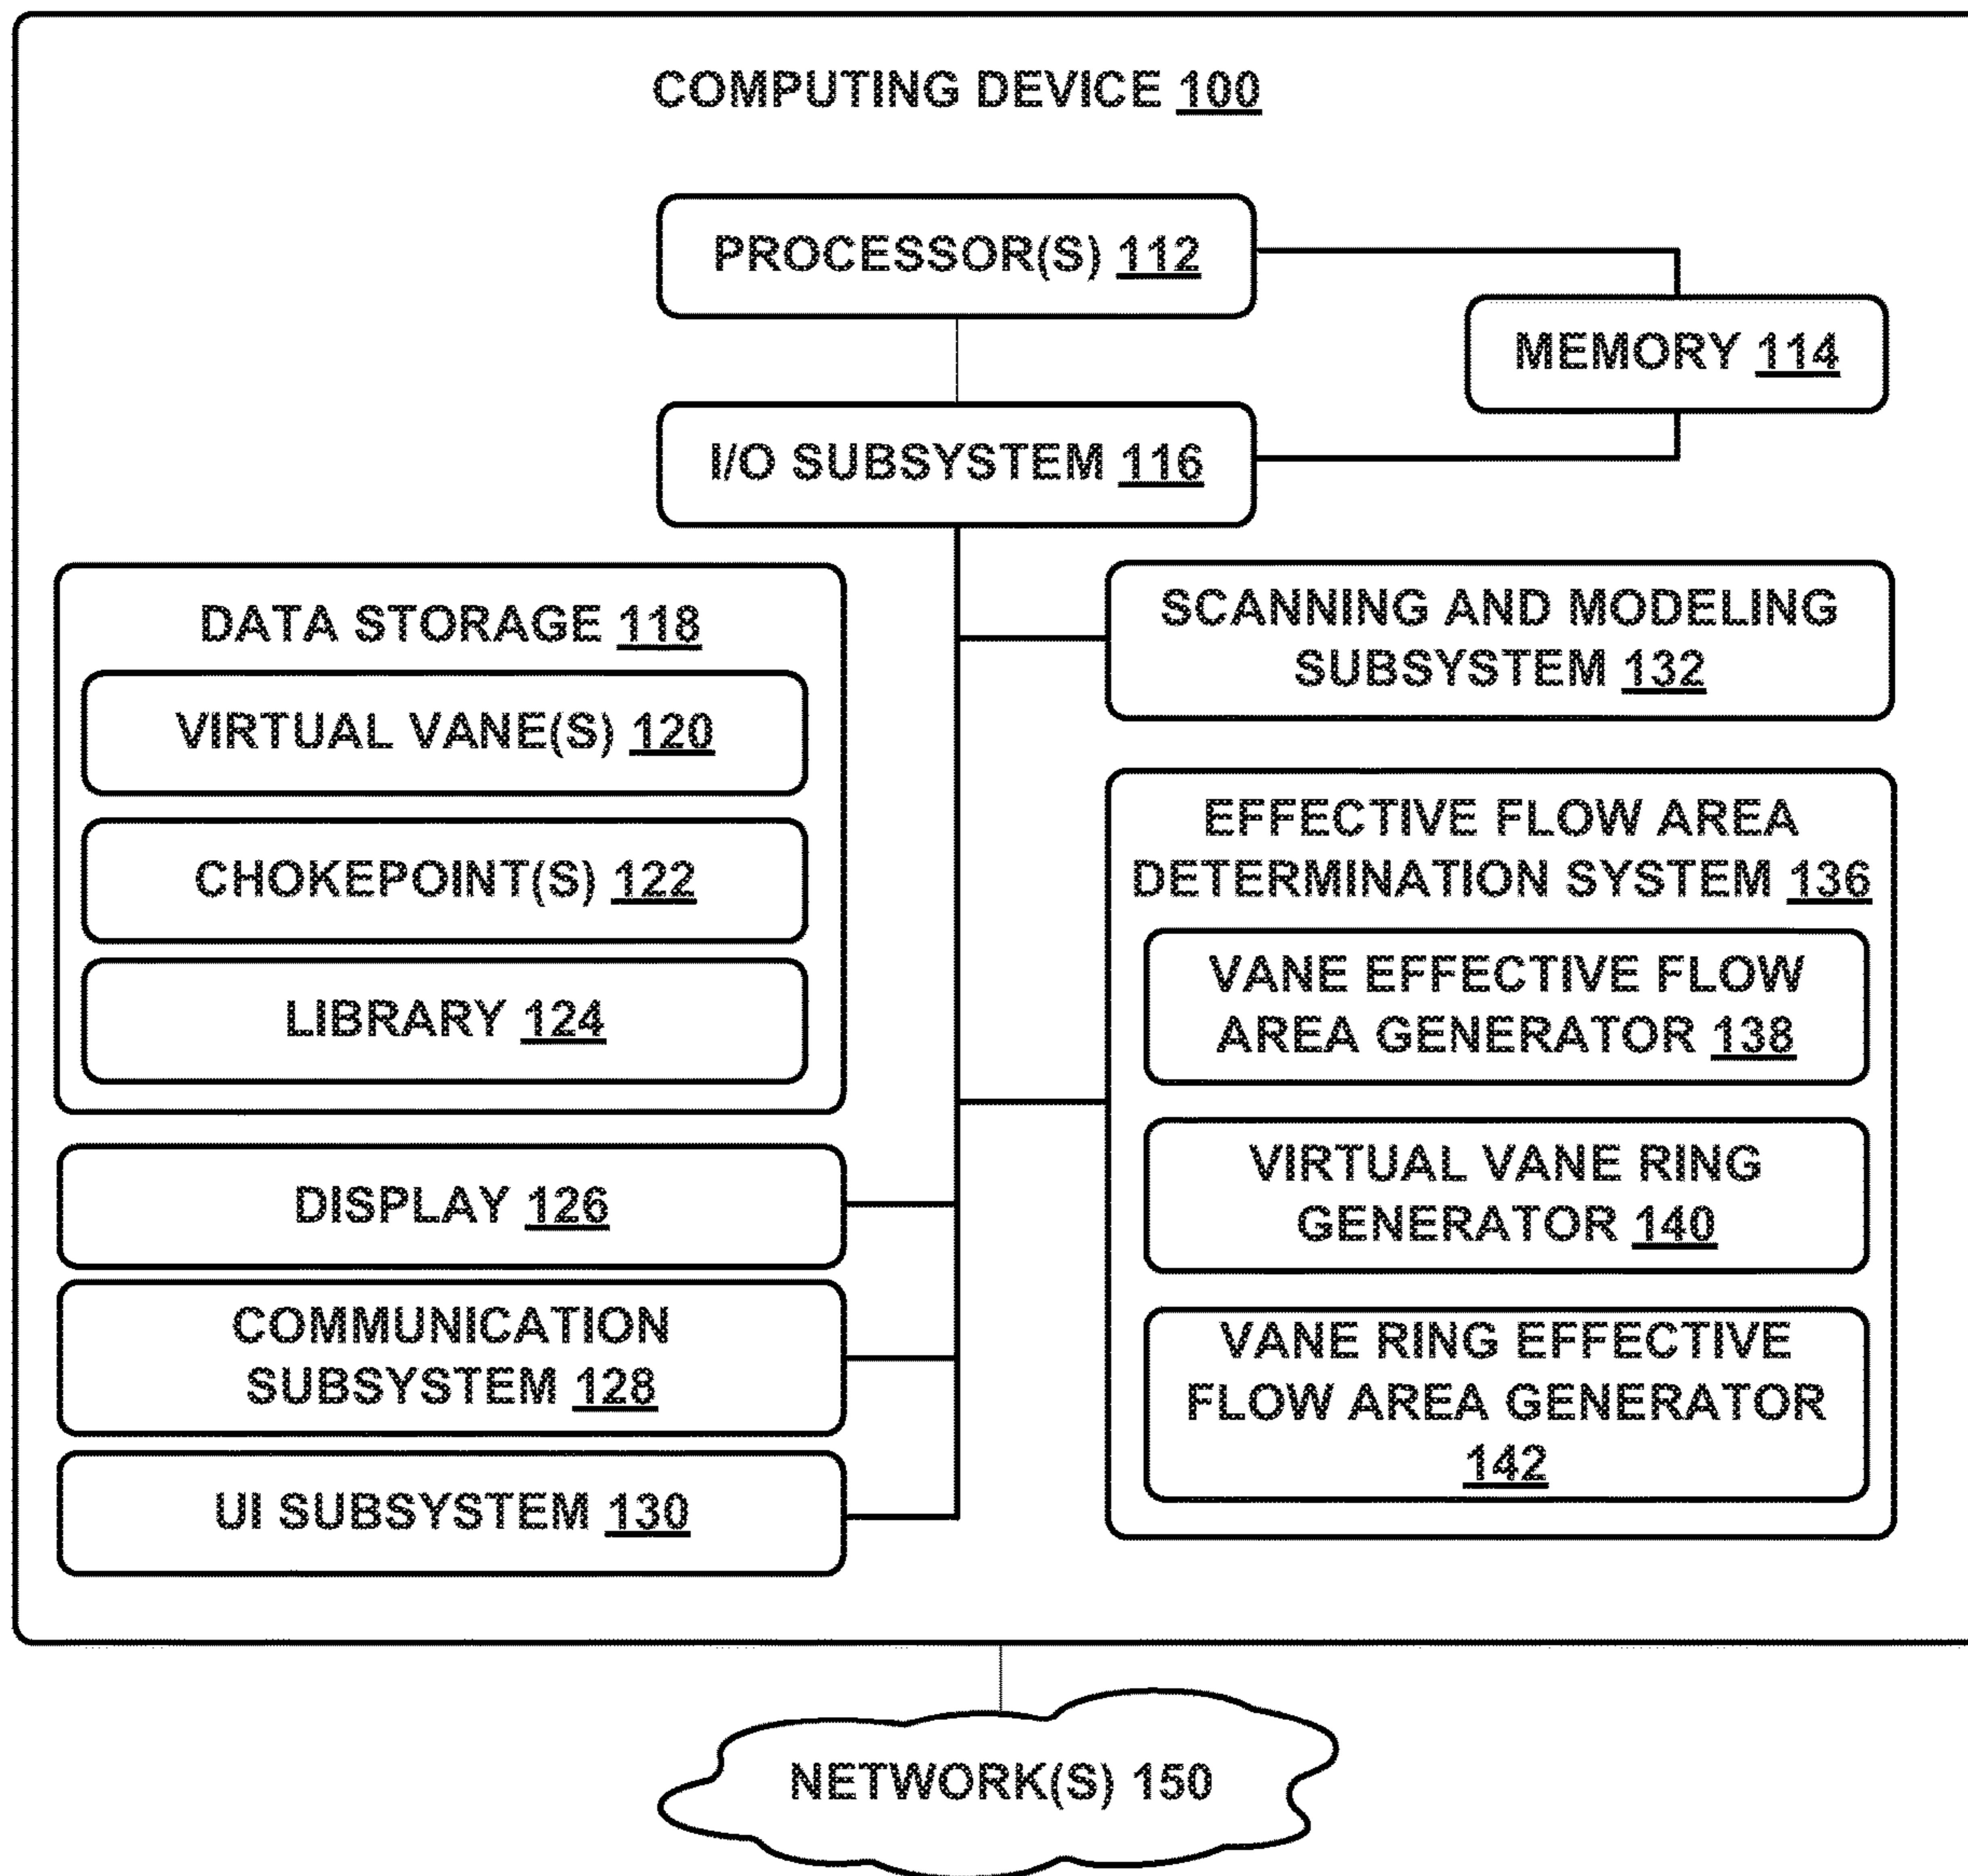 COMPUTING DEVICE 100
PROCESSOR(S) 112
MEMORY 114
I/O SUBSYSTEM 116
DATA STORAGE 118
VIRTUAL VANE(S) 120
CHOKEPOINT(S) 122
LIBRARY 124
DISPLAY 126
COMMUNICATION
SUBSYSTEM 128
UI SUBSYSTEM 130
SCANNING AND MODELING
SUBSYSTEM 132
EFFECTIVE FLOW AREA
DETERMINATION SYSTEM 136
VANE EFFECTIVE FLOW
AREA GENERATOR 138
VIRTUAL VANE RING
GENERATOR 140
VANE RING EFFECTIVE
FLOW AREA GENERATOR
142
NETWORK(S) 150